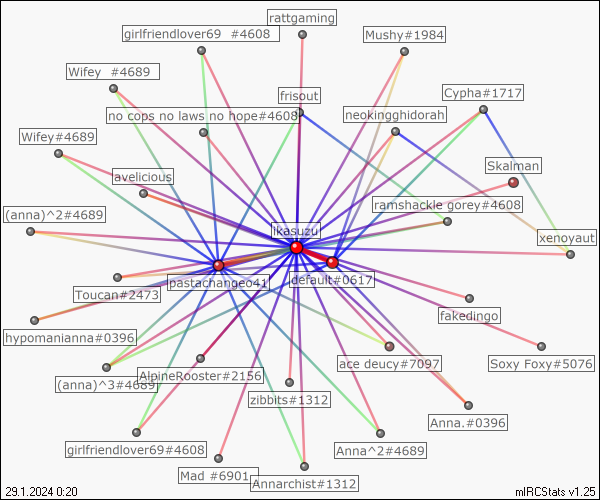 rattgaming
girlfriendlover69 #4608
Mushy#1984
Wifey #4689
frisout
Cypha#1717
no cops no laws no hope#4608
neokingghidorah
Wifey#4689
Skalman
avelicious
ramshackle gorey#4608
(anna)^2#4689
likasuzu
xenoyaut
pastachangeo41
default#0617
Toucan#2473
fakedingo
hypomanianna#0396
ace deucy#7097
Soxy Foxy#5076
(anna)^3#4689
AlpineRooster#2156
zibbits#1312
Anna.#0396
girlfriendlover69#4608
Anna^2#4689
Mad #6901
Annarchist#1312
29.1.2024 0:20
mIRCStats v1.25